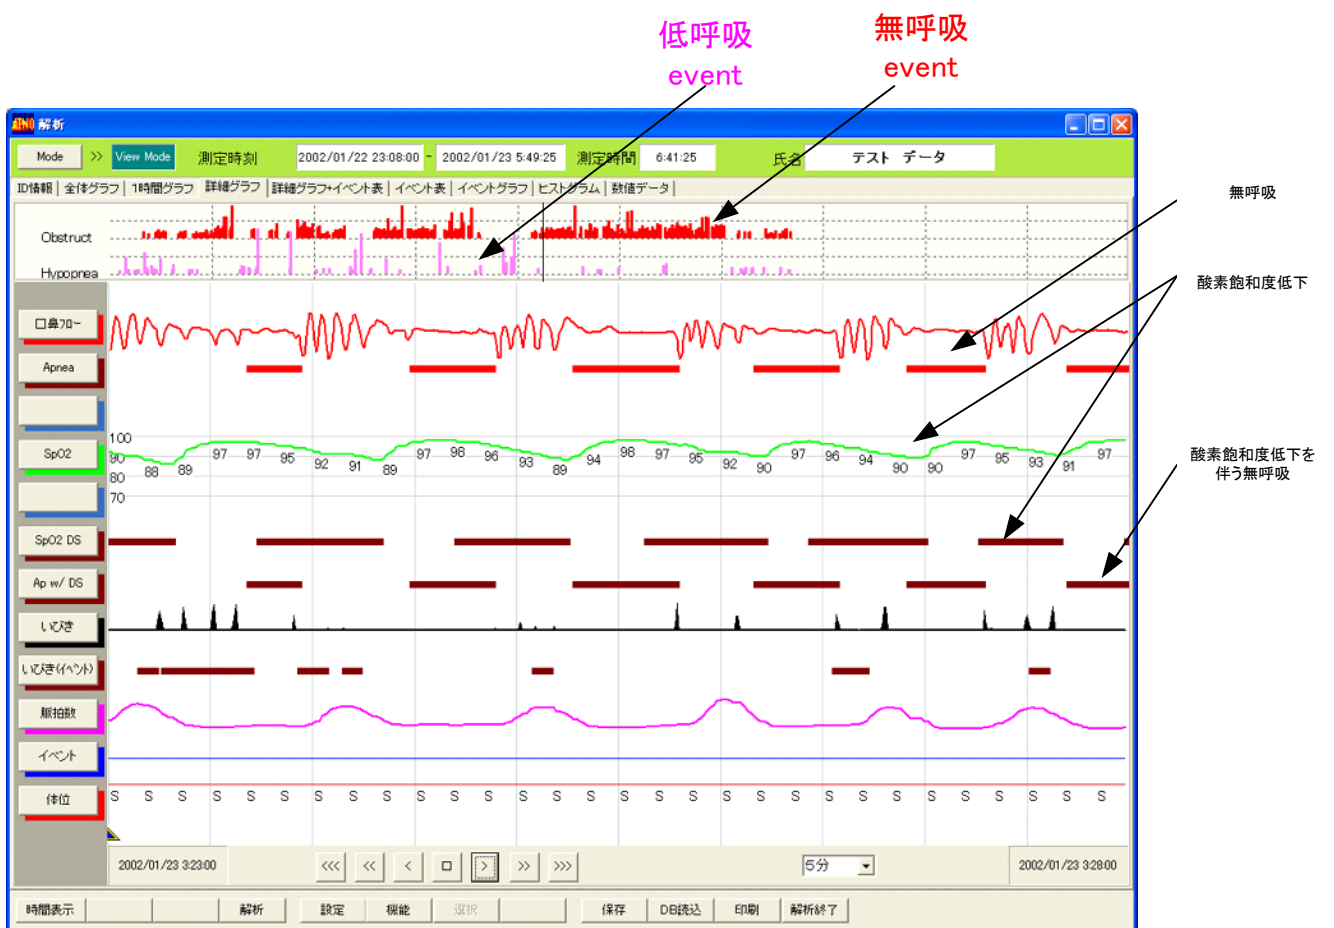 低呼吸
event
無呼吸
event
解析
Mode >> View Mode 測定時刻 2002/01/22 23:08:00 - 2002/01/23 5:49:25 測定時間 6:41:25 氏名 テスト データ
ID情報 全体グラフ 1時間グラフ 詳細グラフ 詳細グラフ+イベント表 イベント表 イベントグラフ ヒストグラム 数値データ
Obstruct
Hypopnea
無呼吸
酸素飽和度低下
酸素飽和度低下を
伴う無呼吸
口鼻フロー
Apnea
100
90
80
70
SpO2
88 89 97 97 95 92 91 89 97 98 96 93 89 94 98 97 95 92 90 97 96 94 90 90 97 95 93 91 97
SpO2 DS
Ap w/ DS
いびき
いびき(イベント)
脈拍数
イベント
体位
S S S S S S S S S S S S S S S S S S S S S S S S S S S S S S
2002/01/23 3:23:00 <<< << < □ > >> >>> 5分 2002/01/23 3:28:00
時間表示 解析 設定 機能 選択 保存 DB読込 印刷 解析終了